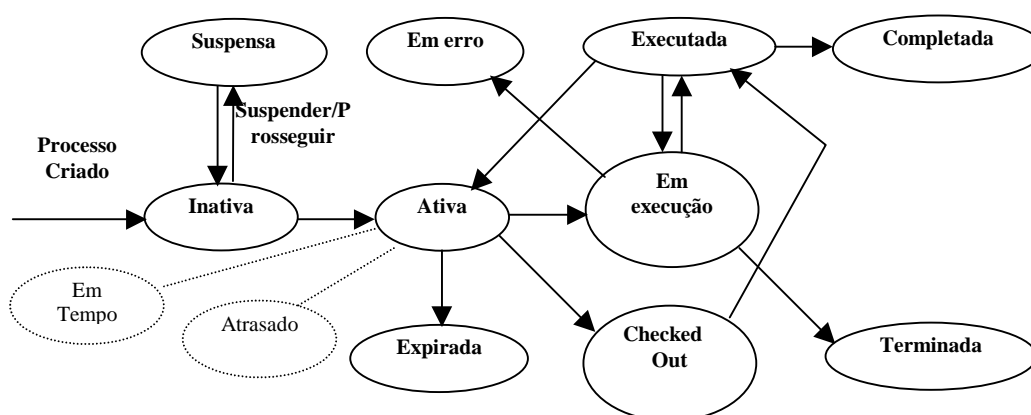 Suspensa
Em erro
Executada
Completada
Suspender/P
rosseguir
Processo
Criado
Inativa
Ativa
Em
execução
Em
Tempo
Atrasado
Expirada
Checked
Out
Terminada